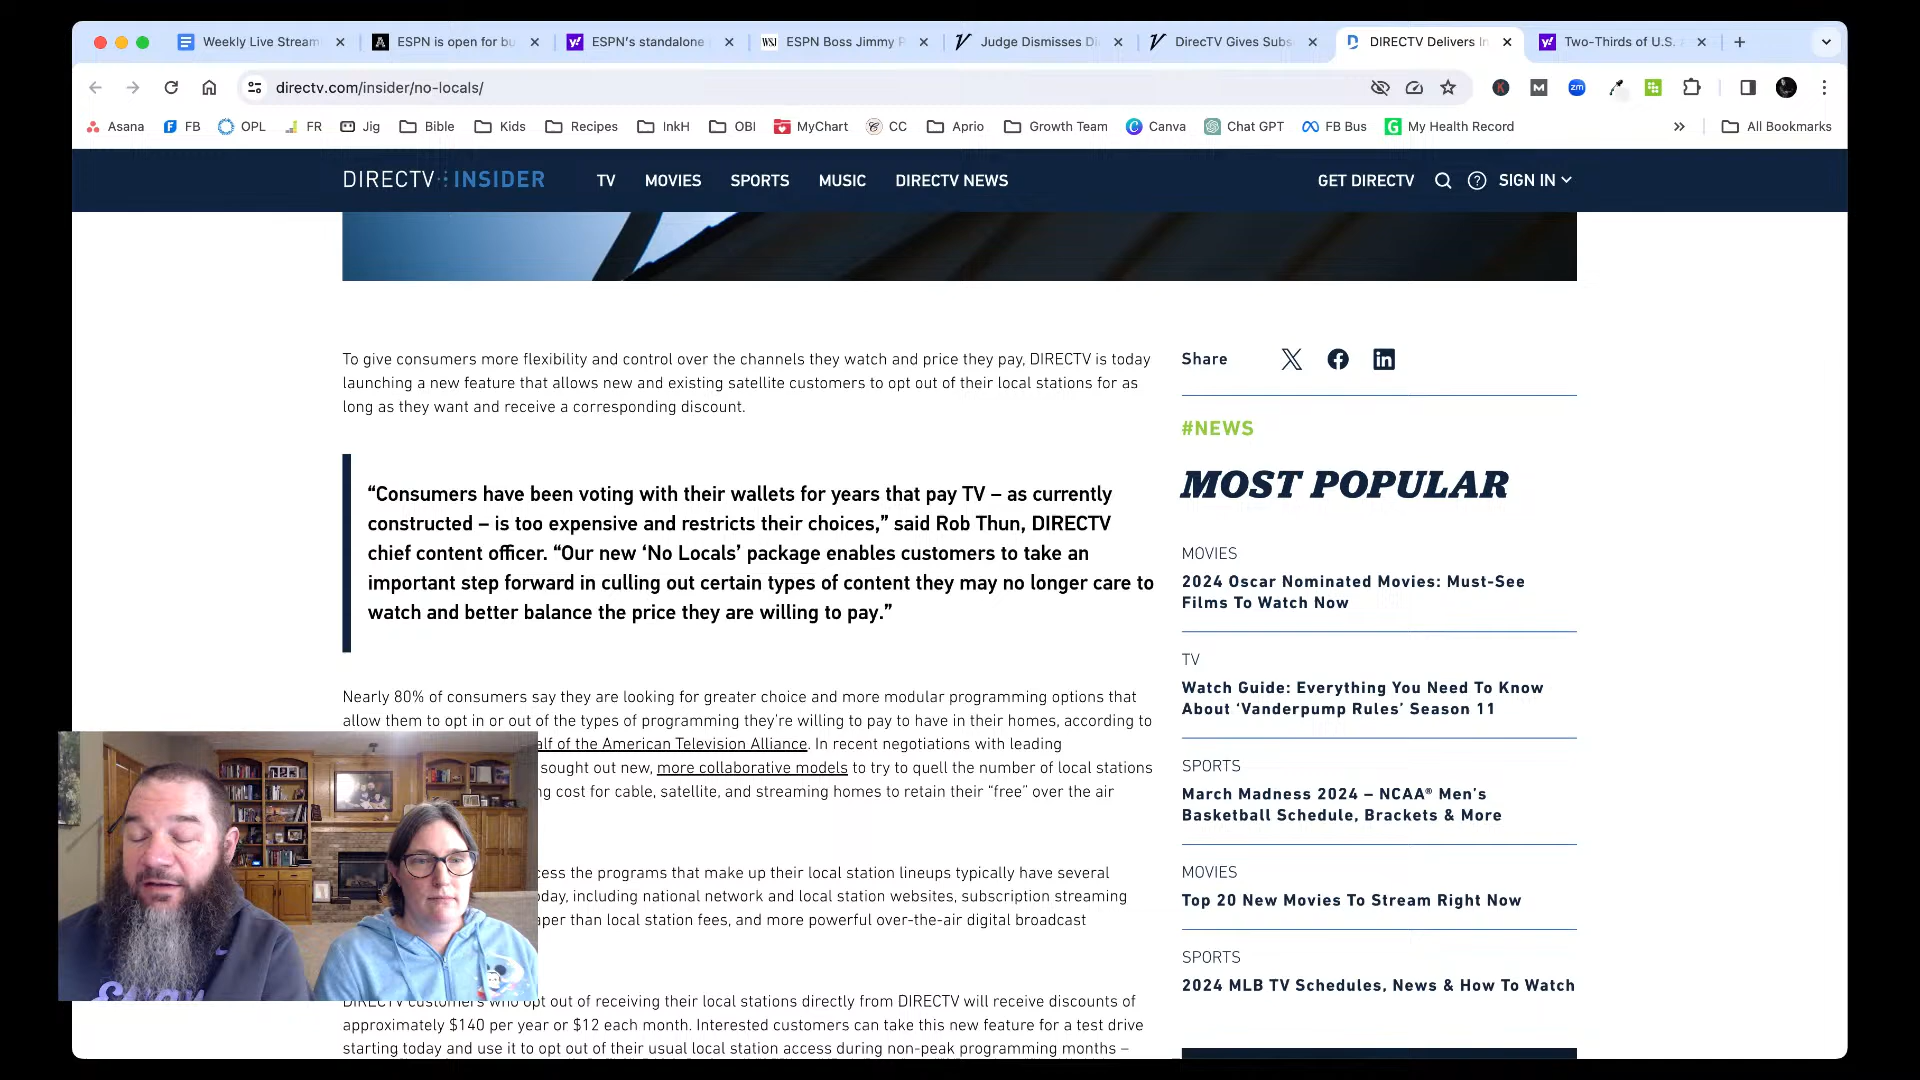 Weekly Live Stream
ESPN is open for bu
ESPN's standalone
ESPN Boss Jimmy P
Judge Dismisses Di
DirecTV Gives Subs
DIRECTV Delivers In
Two-Thirds of U.S.
directv.com/insider/no-locals/
Asana
FB
OPL
FR
Jig
Bible
Kids
Recipes
InkH
OBI
MyChart
CC
Aprio
Growth Team
Canva
Chat GPT
FB Bus
My Health Record
All Bookmarks
DIRECTV INSIDER
TV
MOVIES
SPORTS
MUSIC
DIRECTV NEWS
GET DIRECTV
SIGN IN
To give consumers more flexibility and control over the channels they watch and price they pay, DIRECTV is today
launching a new feature that allows new and existing satellite customers to opt out of their local stations for as
long as they want and receive a corresponding discount.
“Consumers have been voting with their wallets for years that pay TV – as currently
constructed – is too expensive and restricts their choices,” said Rob Thun, DIRECTV
chief content officer. “Our new ‘No Locals’ package enables customers to take an
important step forward in culling out certain types of content they may no longer care to
watch and better balance the price they are willing to pay.”
Nearly 80% of consumers say they are looking for greater choice and more modular programming options that
allow them to opt in or out of the types of programming they’re willing to pay to have in their homes, according to
alf of the American Television Alliance. In recent negotiations with leading
sought out new, more collaborative models to try to quell the number of local stations
ng cost for cable, satellite, and streaming homes to retain their “free” over the air
cess the programs that make up their local station lineups typically have several
oday, including national network and local station websites, subscription streaming
aper than local station fees, and more powerful over-the-air digital broadcast
DIRECTV customers who opt out of receiving their local stations directly from DIRECTV will receive discounts of
approximately $140 per year or $12 each month. Interested customers can take this new feature for a test drive
starting today and use it to opt out of their usual local station access during non-peak programming months –
Share
#NEWS
MOST POPULAR
MOVIES
2024 Oscar Nominated Movies: Must-See
Films To Watch Now
TV
Watch Guide: Everything You Need To Know
About ‘Vanderpump Rules’ Season 11
SPORTS
March Madness 2024 – NCAA® Men’s
Basketball Schedule, Brackets & More
MOVIES
Top 20 New Movies To Stream Right Now
SPORTS
2024 MLB TV Schedules, News & How To Watch